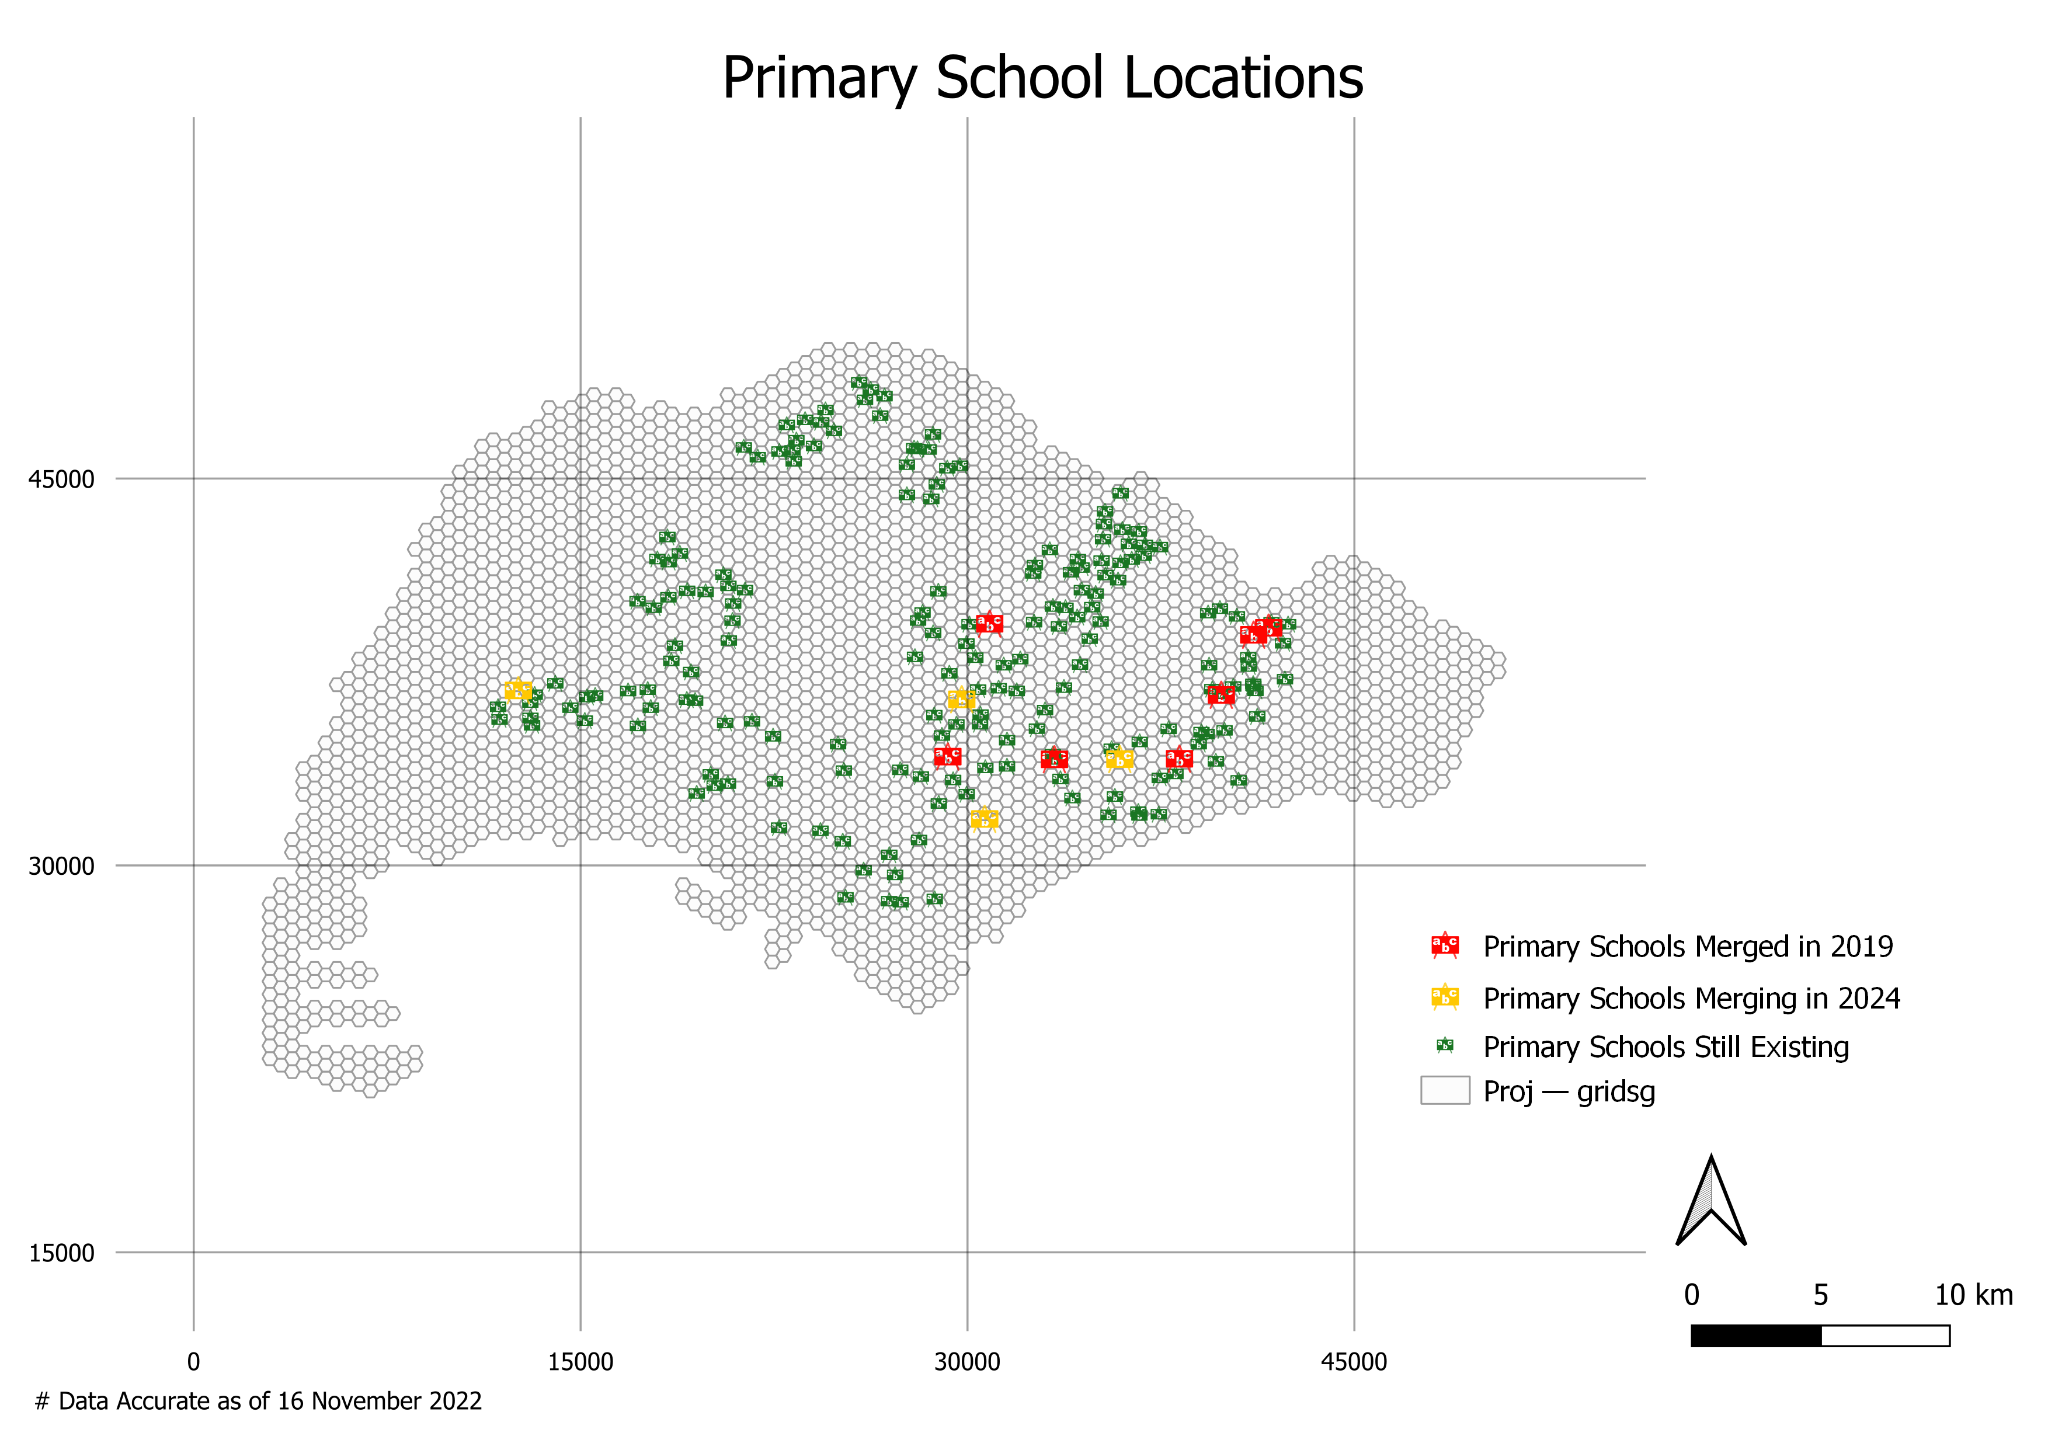 Primary School Locations
45000
30000
15000
0
15000
30000
45000
Primary Schools Merged in 2019
Primary Schools Merging in 2024
Primary Schools Still Existing
Proj — gridsg
0 5 10 km
# Data Accurate as of 16 November 2022